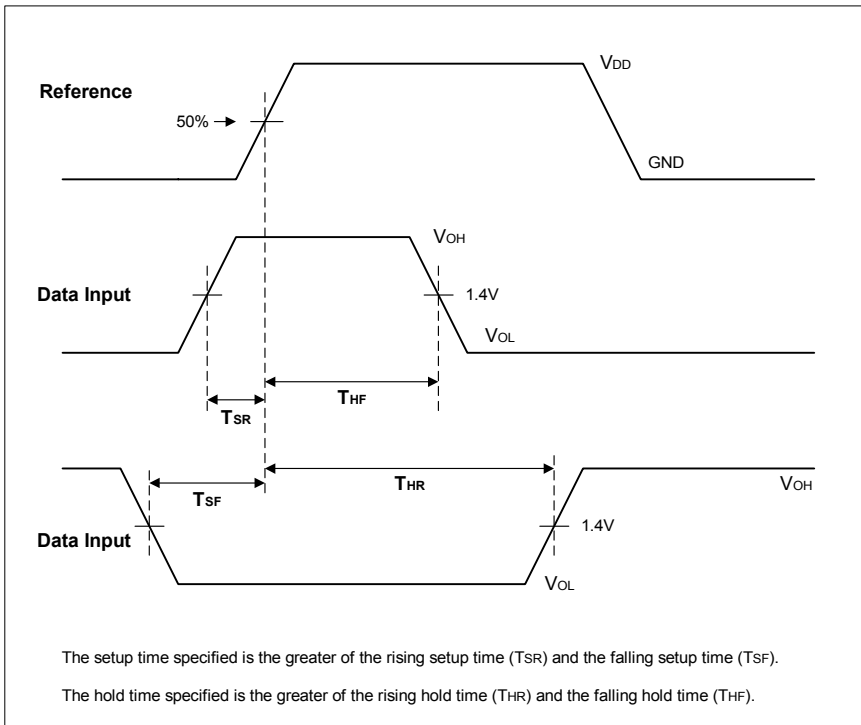 VDD
Reference
50%
GND
VOH
Data Input
1.4V
VOL
THF
TSR
THR
VOH
TSF
1.4V
Data Input
VOL
The setup time specified is the greater of the rising setup time (TSR) and the falling setup time (TSF).
The hold time specified is the greater of the rising hold time (THR) and the falling hold time (THF).